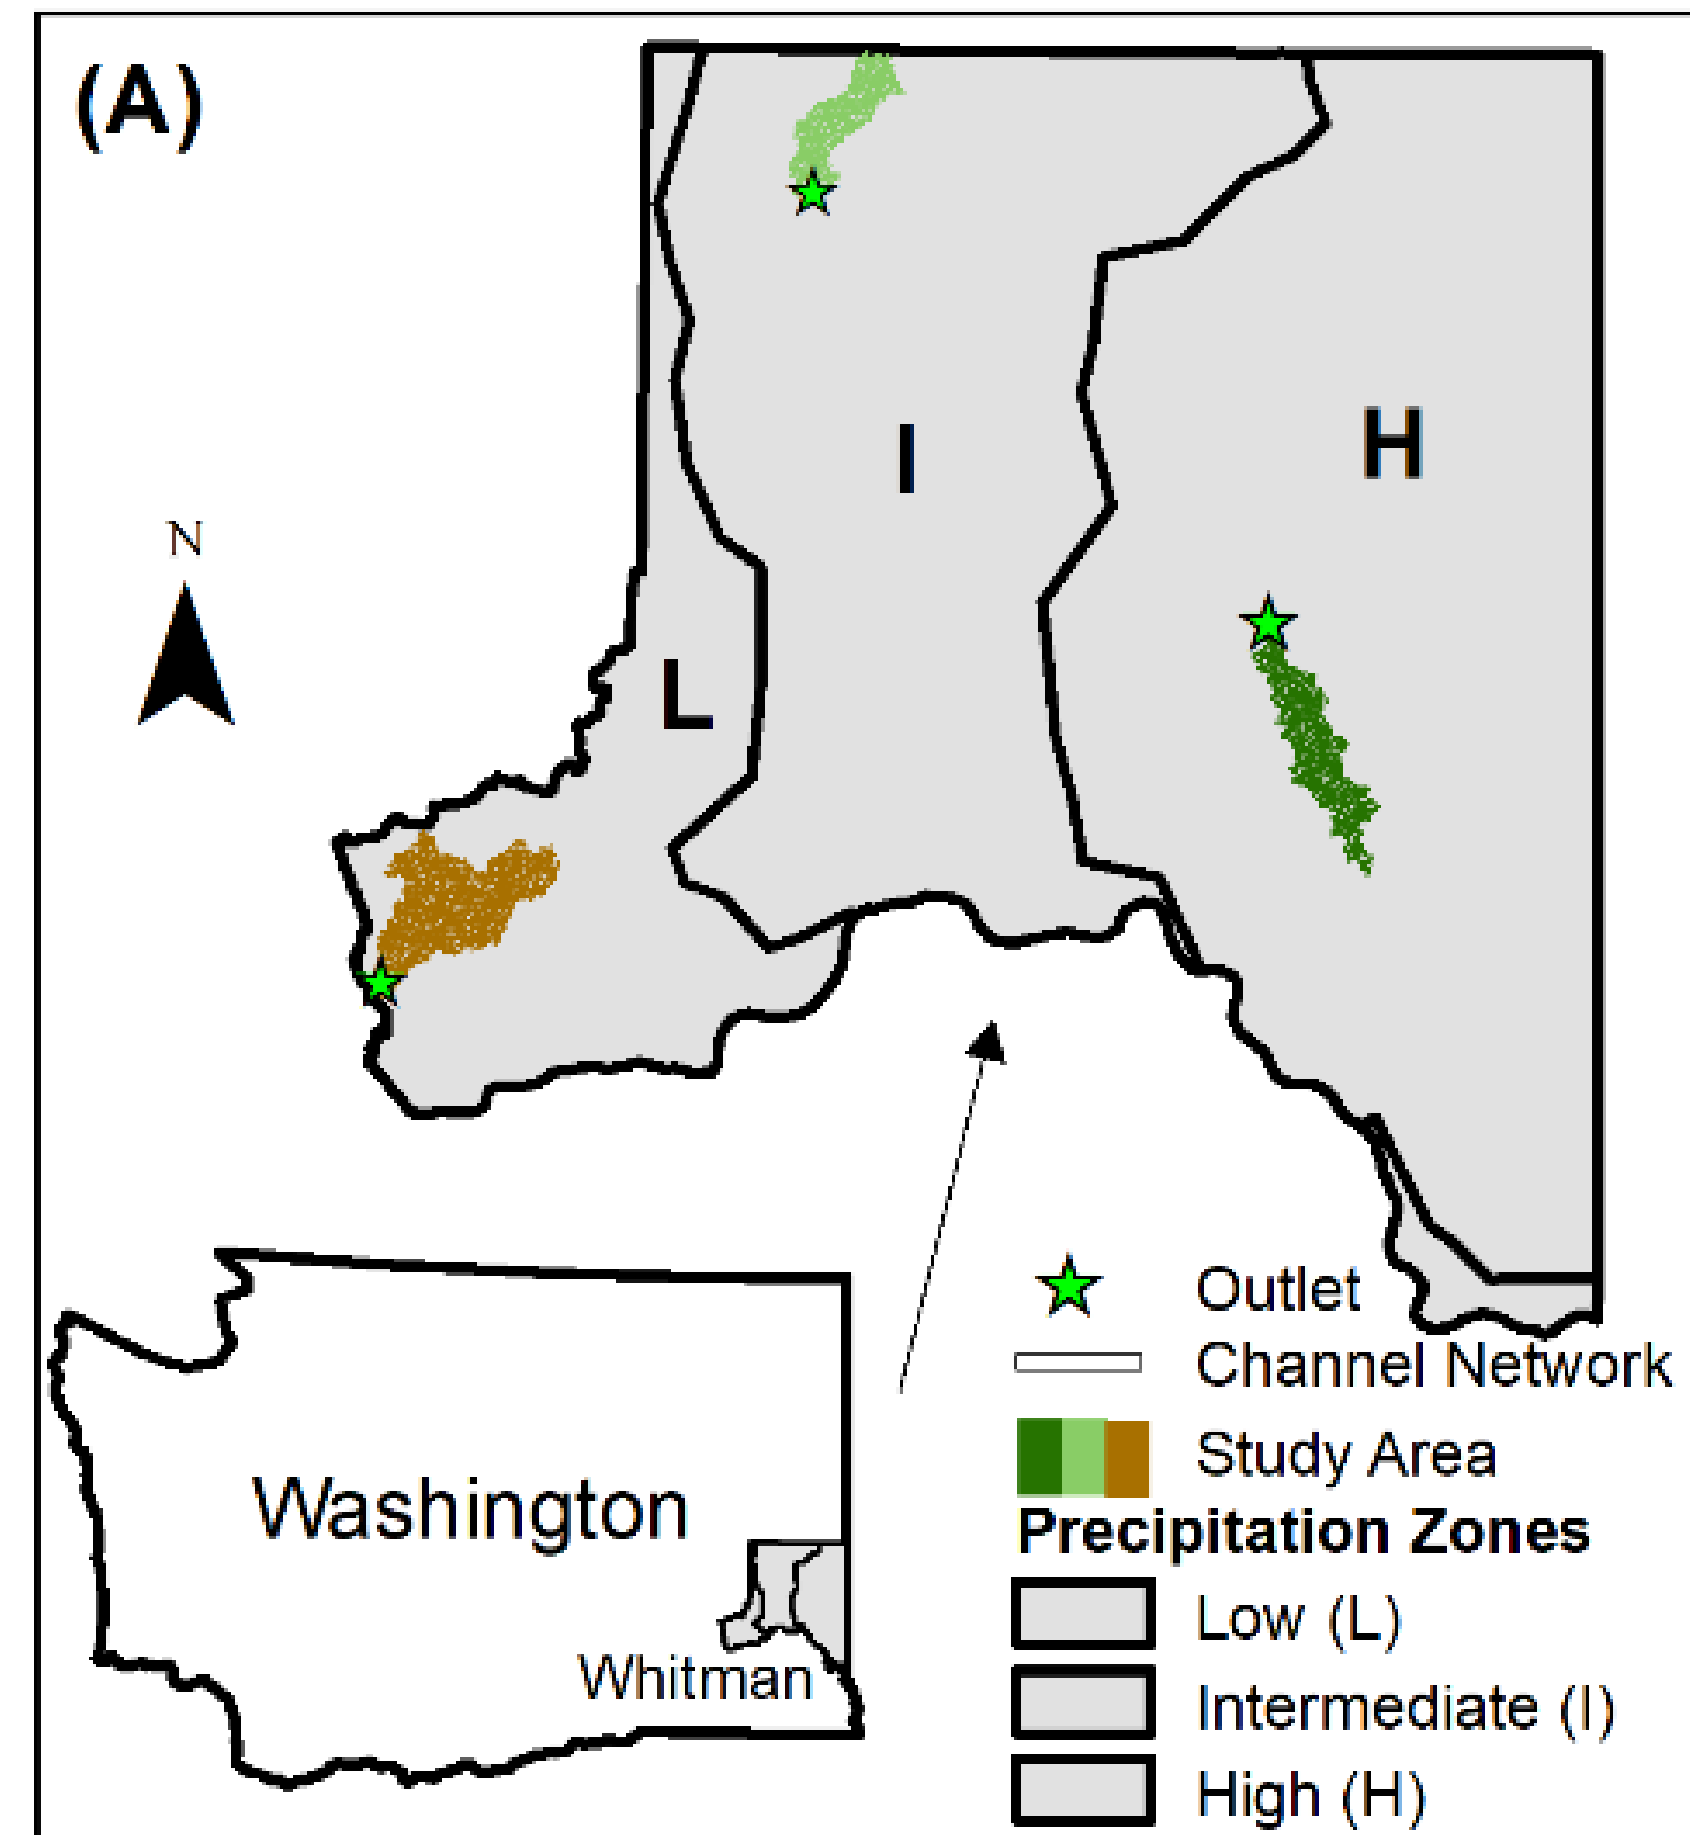 (A)
I
H
N
L
Outlet
Channel Network
Study Area
Precipitation Zones
Low (L)
Intermediate (I)
High (H)
Washington
Whitman